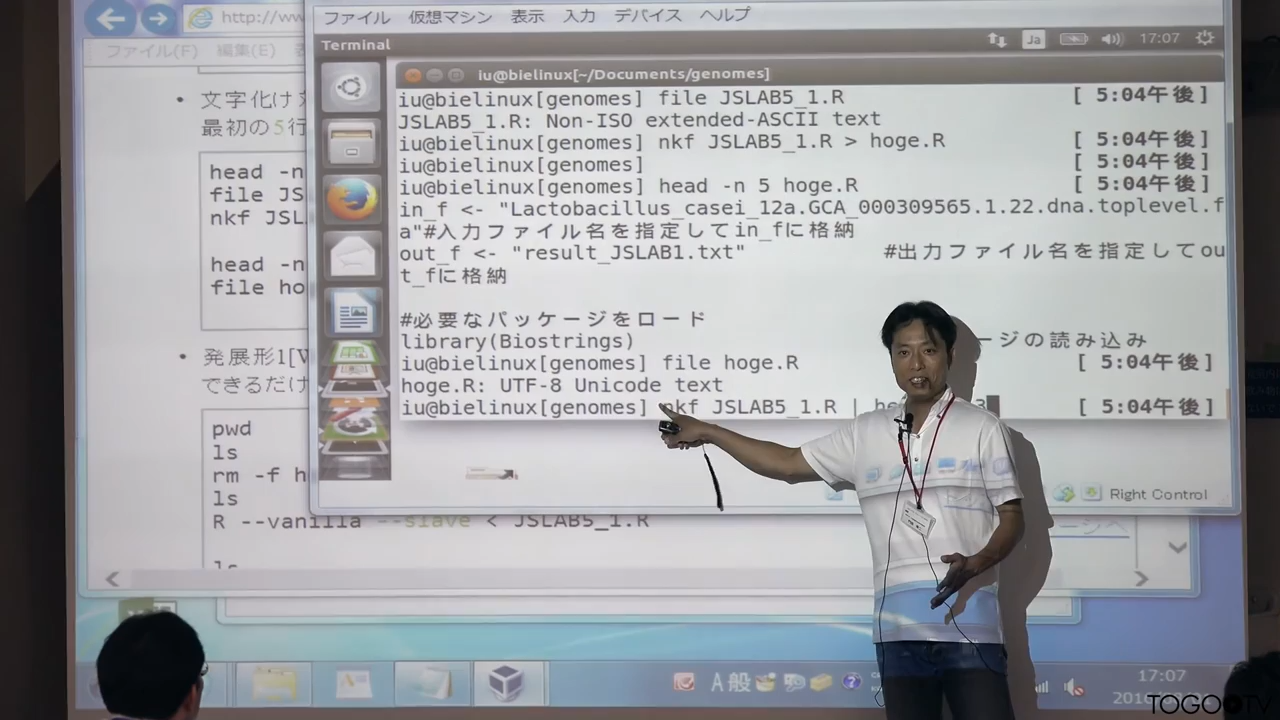 http://ww
ファイル(F) 編集(E)
• 文字化け
最初の5行
head -n
file JS
nkf JSL
head -n
file ho
• 発展形1[V
できるだけ
pwd
ls
rm -f h
ls
R --vanilla --slave < JSLAB5_1.R
ls
ファイル 仮想マシン 表示 入力 デバイス ヘルプ
Terminal Ja 17:07
iu@bielinux[~/Documents/genomes]
iu@bielinux[genomes] file JSLAB5_1.R [ 5:04午後]
JSLAB5_1.R: Non-ISO extended-ASCII text
iu@bielinux[genomes] nkf JSLAB5_1.R > hoge.R [ 5:04午後]
iu@bielinux[genomes] [ 5:04午後]
iu@bielinux[genomes] head -n 5 hoge.R [ 5:04午後]
in_f <- "Lactobacillus_casei_12a.GCA_000309565.1.22.dna.toplevel.f
a"#入力ファイル名を指定してin_fに格納
out_f <- "result_JSLAB1.txt" #出力ファイル名を指定してou
t_fに格納
#必要なパッケージをロード
library(Biostrings) ージの読み込み
iu@bielinux[genomes] file hoge.R [ 5:04午後]
hoge.R: UTF-8 Unicode text
iu@bielinux[genomes] nkf JSLAB5_1.R | he 3 [ 5:04午後]
Right Control
A 般
17:07
TOGOTV